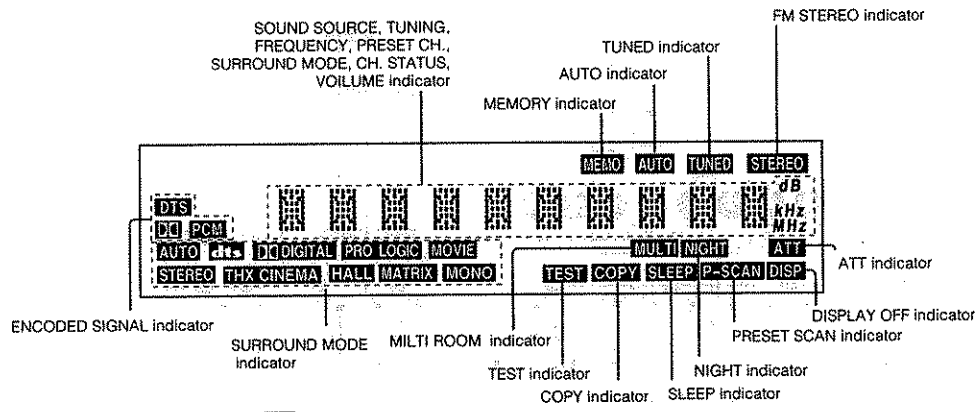 SOUND SOURCE, TUNING,
FREQUENCY, PRESET CH.,
SURROUND MODE, CH. STATUS,
VOILUME indicator
MEMORY indicator
AUTO indicator
TUNED indicator
FM STEREO indicator
MEMO AUTO TUNED STEREO
dB
kHz
MHz
DTS
DD PCM
AUTO dts DD DIGITAL PRO LOGIC MOVIE
MULTI NIGHT ATT
STEREO THX CINEMA HALL MATRIX MONO
TEST COPY SLEEP P-SCAN DISP
ATT indicator
ENCODED SIGNAL indicator
SURROUND MODE
indicator
MILTI ROOM indicator
TEST indicator
COPY indicator
SLEEP indicator
NIGHT indicator
PRESET SCAN indicator
DISPLAY OFF indicator